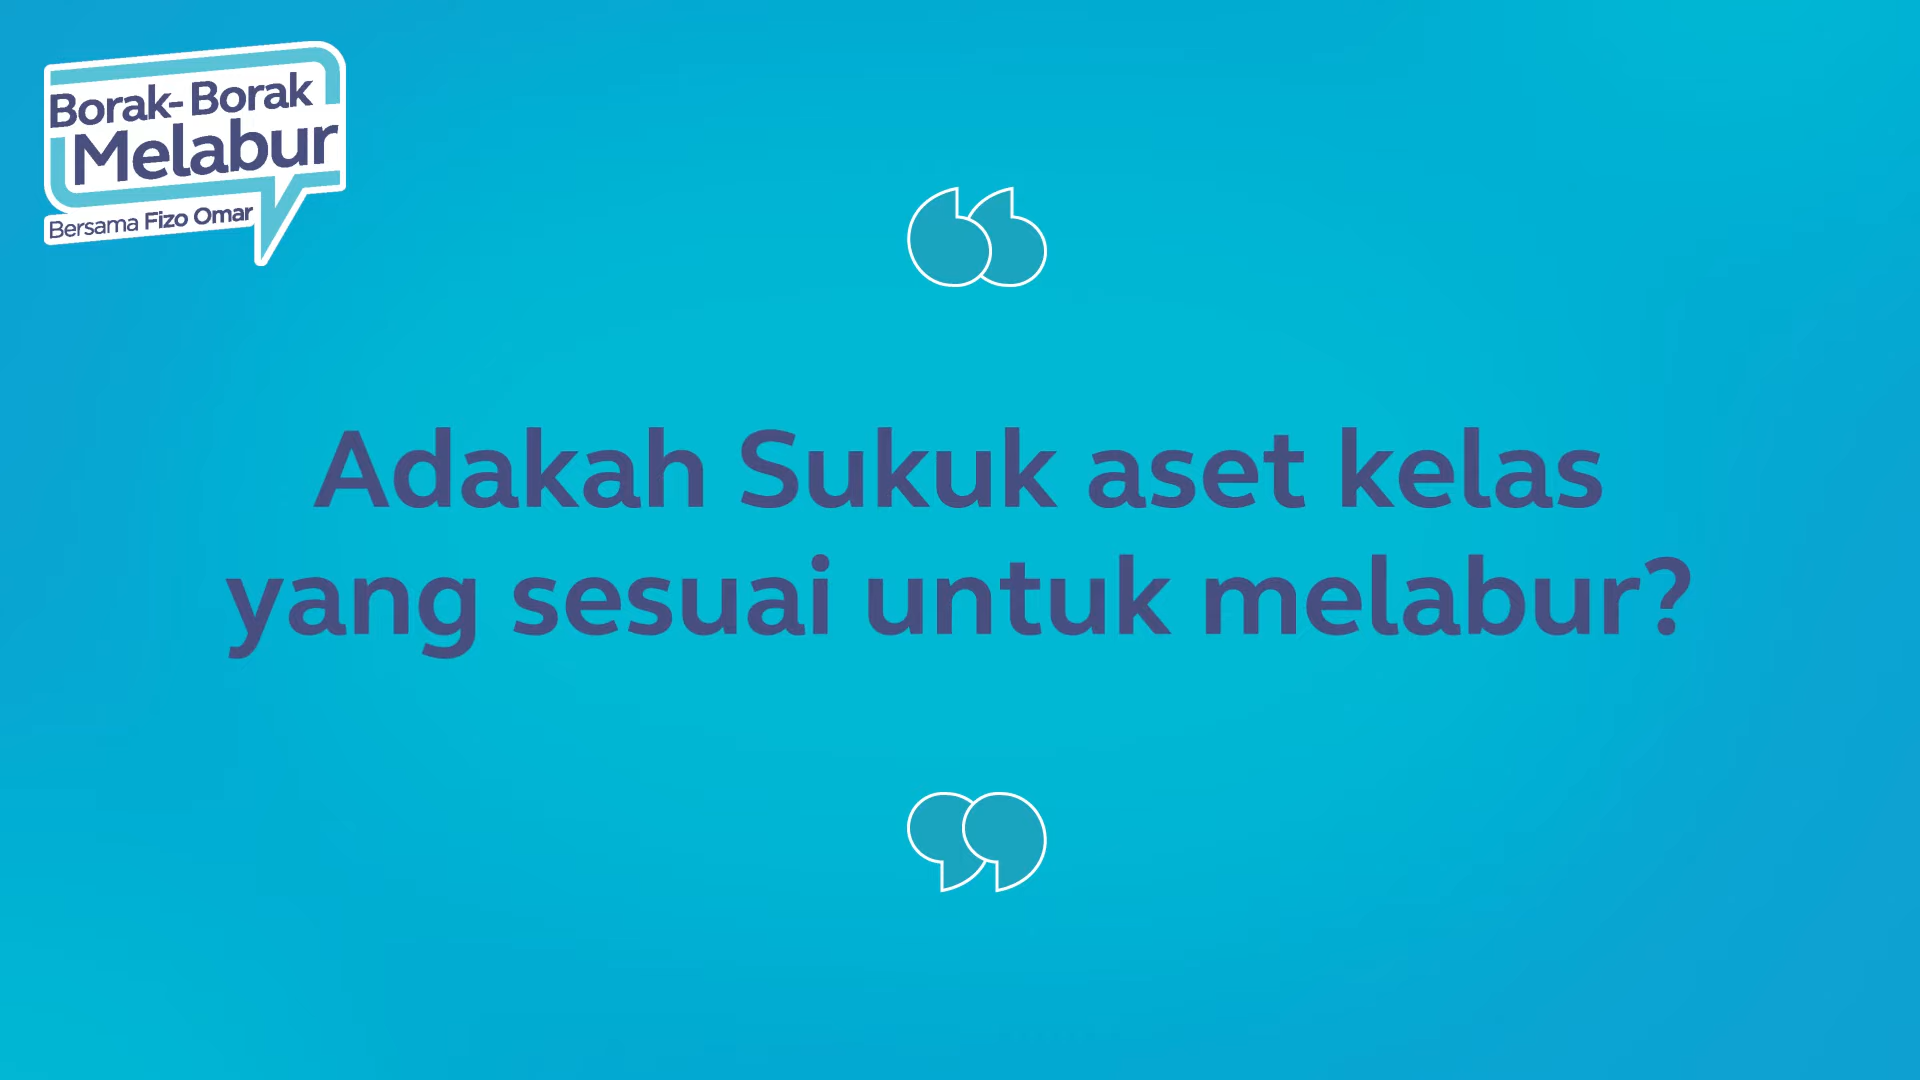 Borak-Borak
Melabur
Bersama Fizo Omar
Adakah Sukuk aset kelas
yang sesuai untuk melabur?